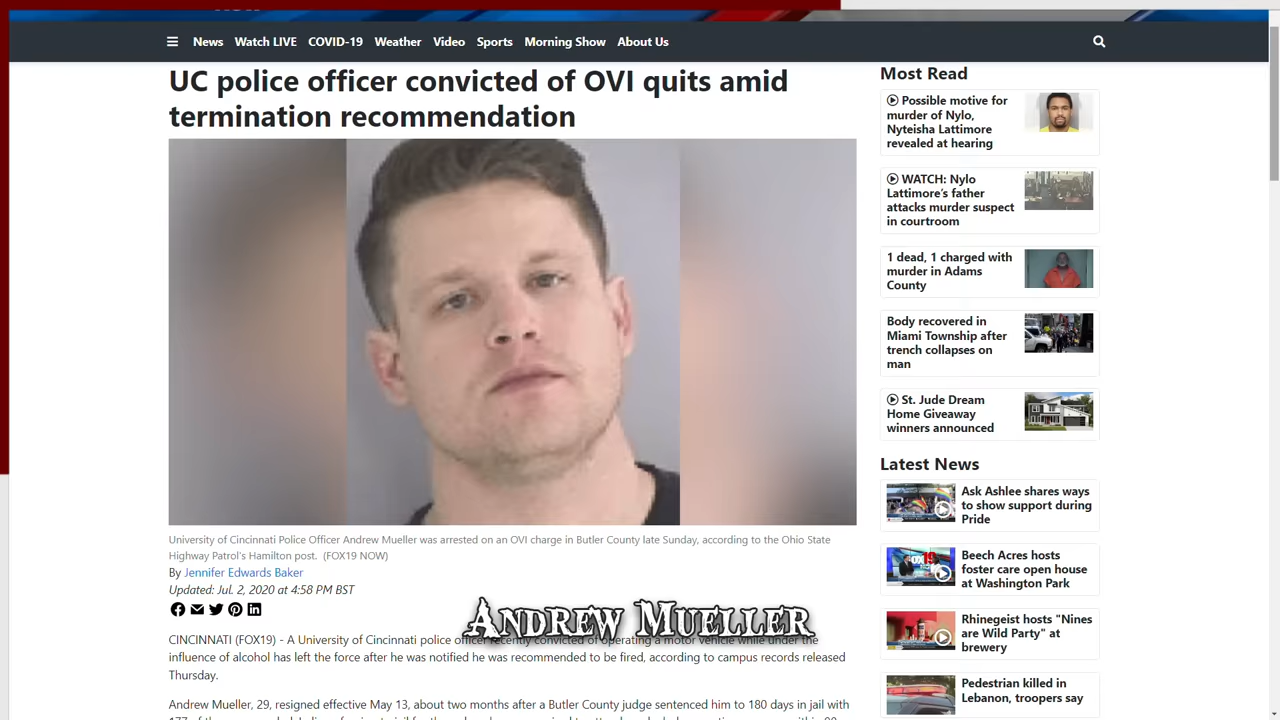 News Watch LIVE COVID-19 Weather Video Sports Morning Show About Us
UC police officer convicted of OVI quits amid
termination recommendation
University of Cincinnati Police Officer Andrew Mueller was arrested on an OVI charge in Butler County late Sunday, according to the Ohio State
Highway Patrol's Hamilton post. (FOX19 NOW)
By Jennifer Edwards Baker
Updated: Jul. 2, 2020 at 4:58 PM BST
ANDREW MUELLER
CINCINNATI (FOX19) - A University of Cincinnati police officer recently convicted of operating a motor vehicle while under the
influence of alcohol has left the force after he was notified he was recommended to be fired, according to campus records released
Thursday.
Andrew Mueller, 29, resigned effective May 13, about two months after a Butler County judge sentenced him to 180 days in jail with
Most Read
Possible motive for
murder of Nylo,
Nyteisha Lattimore
revealed at hearing
WATCH: Nylo
Lattimore's father
attacks murder suspect
in courtroom
1 dead, 1 charged with
murder in Adams
County
Body recovered in
Miami Township after
trench collapses on
man
St. Jude Dream
Home Giveaway
winners announced
Latest News
Ask Ashlee shares ways
to show support during
Pride
Beech Acres hosts
foster care open house
at Washington Park
Rhinegeist hosts "Nines
are Wild Party" at
brewery
Pedestrian killed in
Lebanon, troopers say